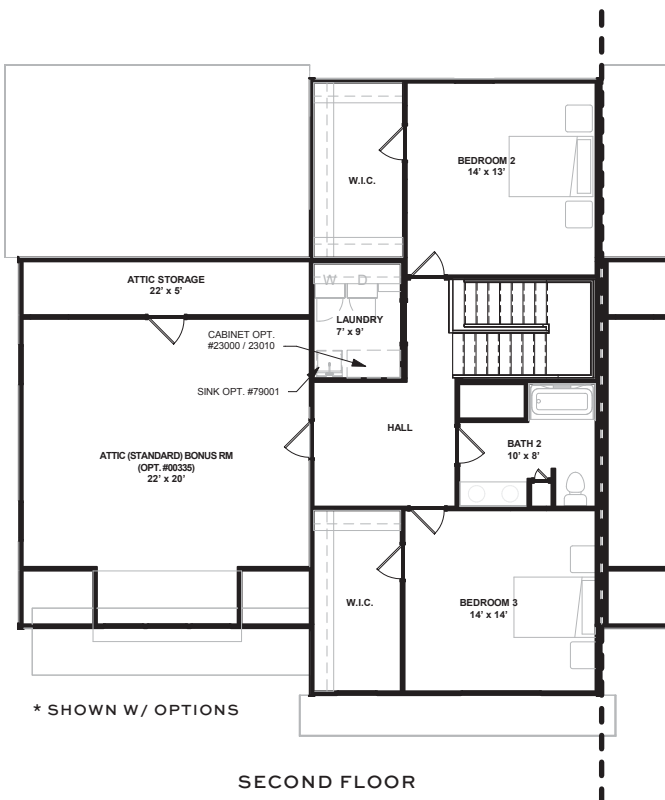 BEDROOM 2
14' x 13'
W.I.C.
ATTIC STORAGE
22' x 5'
W D
LAUNDRY
7' x 9'
CABINET OPT.
#23000 / 23010
SINK OPT. #79001
HALL
BATH 2
10' x 8'
ATTIC (STANDARD) BONUS RM
(OPT. #00335)
22' x 20'
W.I.C.
BEDROOM 3
14' x 14'
* SHOWN W/ OPTIONS
SECOND FLOOR